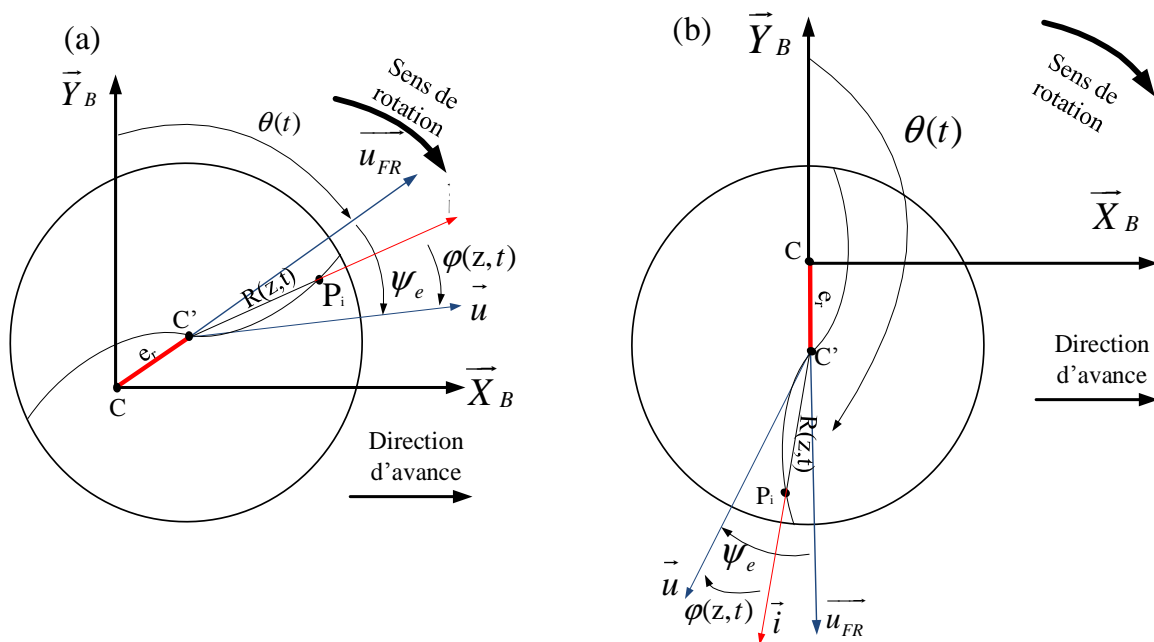 (a)
Y_B
θ(t)
Sens de
rotation
u_FR
R(z,t)
P_i
ψ_e
φ(z,t)
u
C'
e_r
C
X_B
Direction
d'avance
(b)
Y_B
Sens de
rotation
θ(t)
X_B
C
e_r
C'
Direction
d'avance
R(z,t)
P_i
ψ_e
u
φ(z,t)
i
u_FR